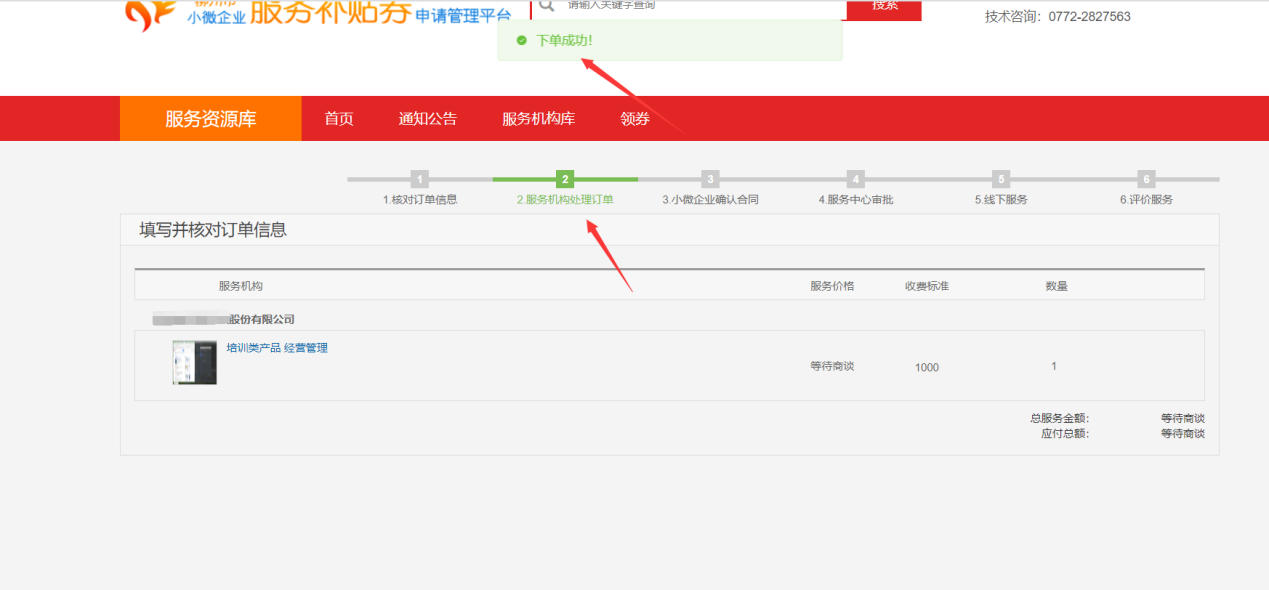 小微企业 服务补贴券 申请管理平台
请输入关键字查询
搜索
技术咨询：0772-2827563
下单成功！
服务资源库 首页 通知公告 服务机构库 领券
1 2 3 4 5 6
1.核对订单信息 2.服务机构处理订单 3.小微企业确认合同 4.服务中心审批 5.线下服务 6.评价服务
填写并核对订单信息
服务机构 服务价格 收费标准 数量
股份有限公司
培训类产品 经营管理
等待商谈 1000 1
总服务金额： 等待商谈
应付总额： 等待商谈